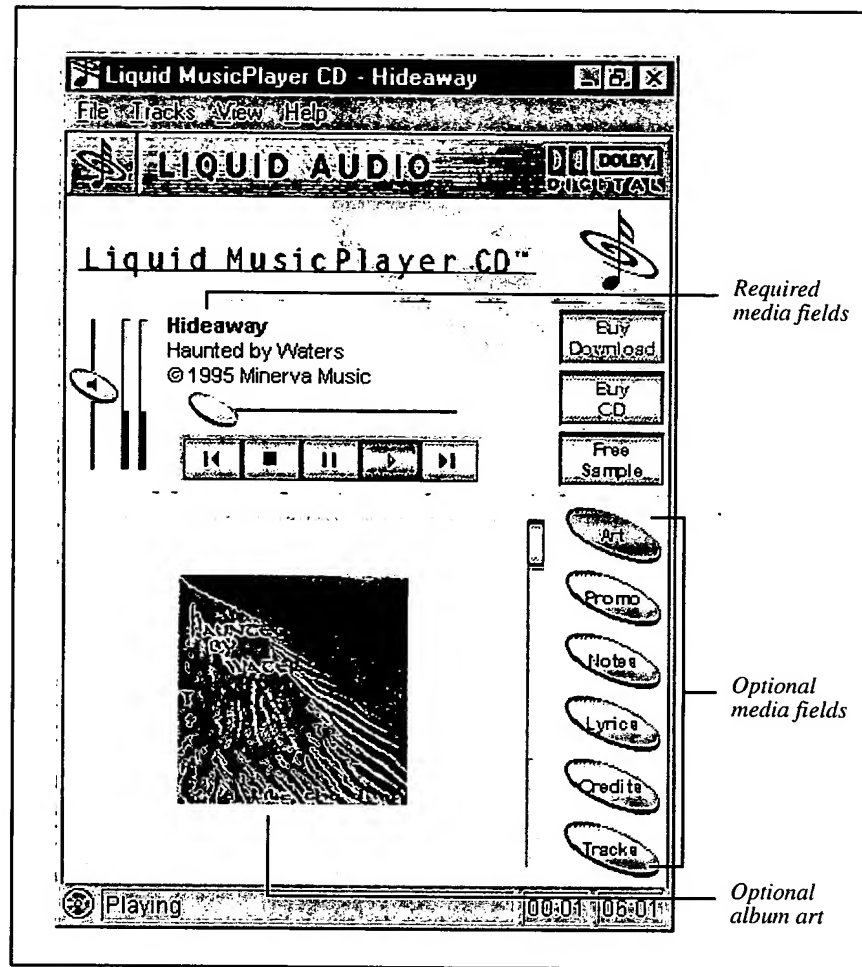 Liquid MusicPlayer CD - Hideaway
File Tracks View Help
LIQUID AUDIO
DOLBY
DIGITAL
Liquid MusicPlayer CD™
Required
media fields
Hideaway
Haunted by Waters
© 1995 Minerva Music
Buy
Download
Buy
CD
Free
Sample
Art
Promo
Notes
Lyrics
Credits
Tracks
Optional
media fields
Playing
00:01 06:01
Optional
album art